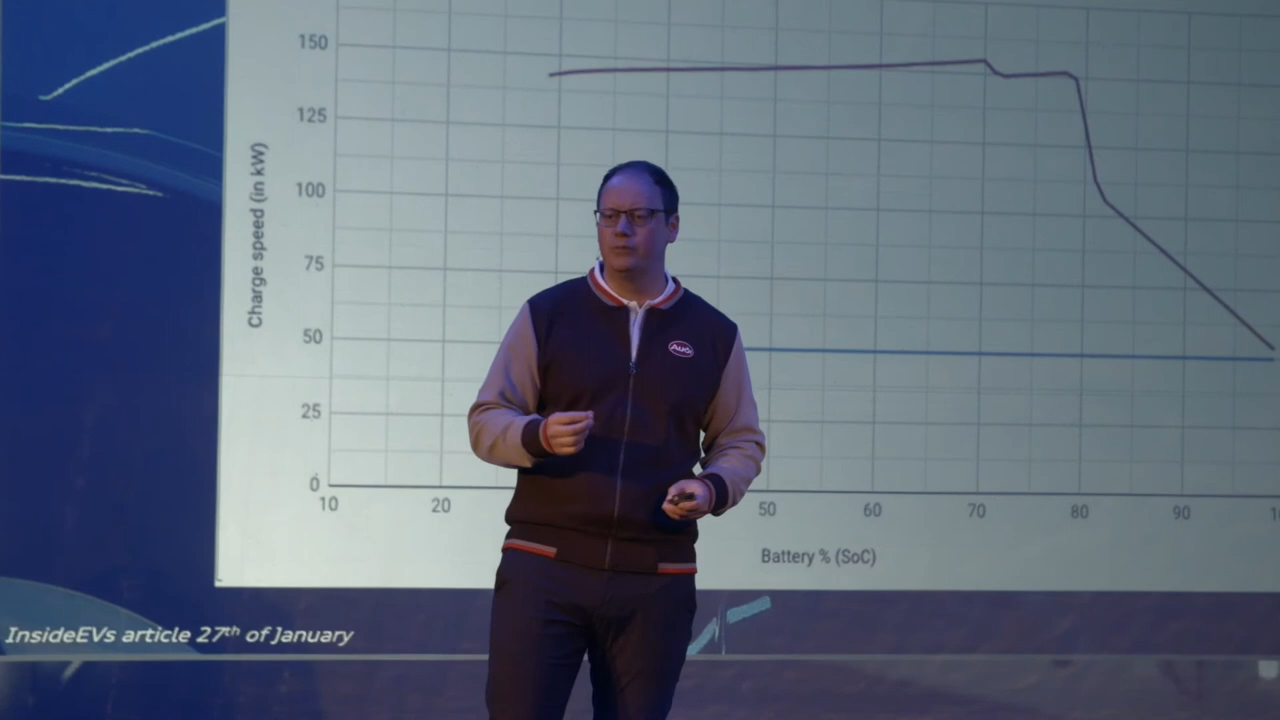 150
125
100
75
50
25
0
Charge speed (in kW)
10 20 50 60 70 80 90
Battery % (SoC)
Audi
InsideEVs article 27th of January